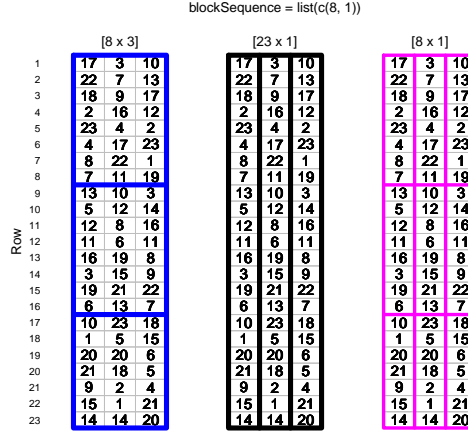 blockSequence = list(c(8, 1))
[8 x 3] [23 x 1] [8 x 1]
1 17 3 10 17 3 10 17 3 10
2 22 7 13 22 7 13 22 7 13
3 18 9 17 18 9 17 18 9 17
4 2 16 12 2 16 12 2 16 12
5 23 4 2 23 4 2 23 4 2
6 4 17 23 4 17 23 4 17 23
7 8 22 1 8 22 1 8 22 1
8 7 11 19 7 11 19 7 11 19
9 13 10 3 13 10 3 13 10 3
10 5 12 14 5 12 14 5 12 14
11 12 8 16 12 8 16 12 8 16
12 11 6 11 11 6 11 11 6 11
13 16 19 8 16 19 8 16 19 8
14 3 15 9 3 15 9 3 15 9
15 19 21 22 19 21 22 19 21 22
16 6 13 7 6 13 7 6 13 7
17 10 23 18 10 23 18 10 23 18
18 1 5 15 1 5 15 1 5 15
19 20 20 6 20 20 6 20 20 6
20 21 18 5 21 18 5 21 18 5
21 9 2 4 9 2 4 9 2 4
22 15 1 21 15 1 21 15 1 21
23 14 14 20 14 14 20 14 14 20
Row